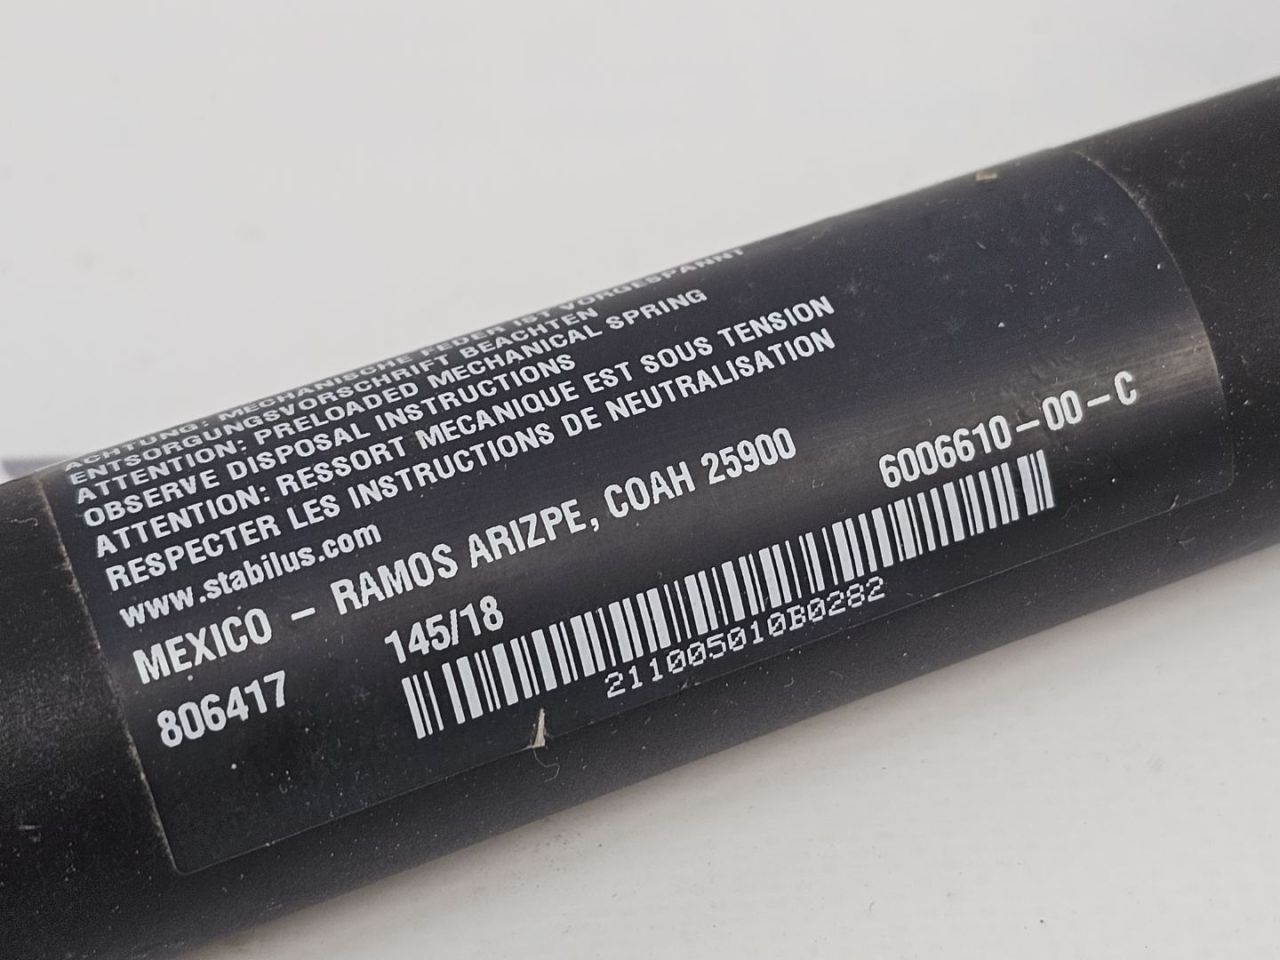 ACHTUNG: MECHANISCHE FEDER IST VORGESPANNT
ENTSORGUNGSVORSCHRIFT BEACHTEN
ATTENTION: PRELOADED MECHANICAL SPRING
OBSERVE DISPOSAL INSTRUCTIONS
ATTENTION: RESSORT MECANIQUE EST SOUS TENSION
RESPECTER LES INSTRUCTIONS DE NEUTRALISATION
www.stabilus.com
MEXICO - RAMOS ARIZPE, COAH 25900
6006610-00-C
806417 145/18
211005010B0282